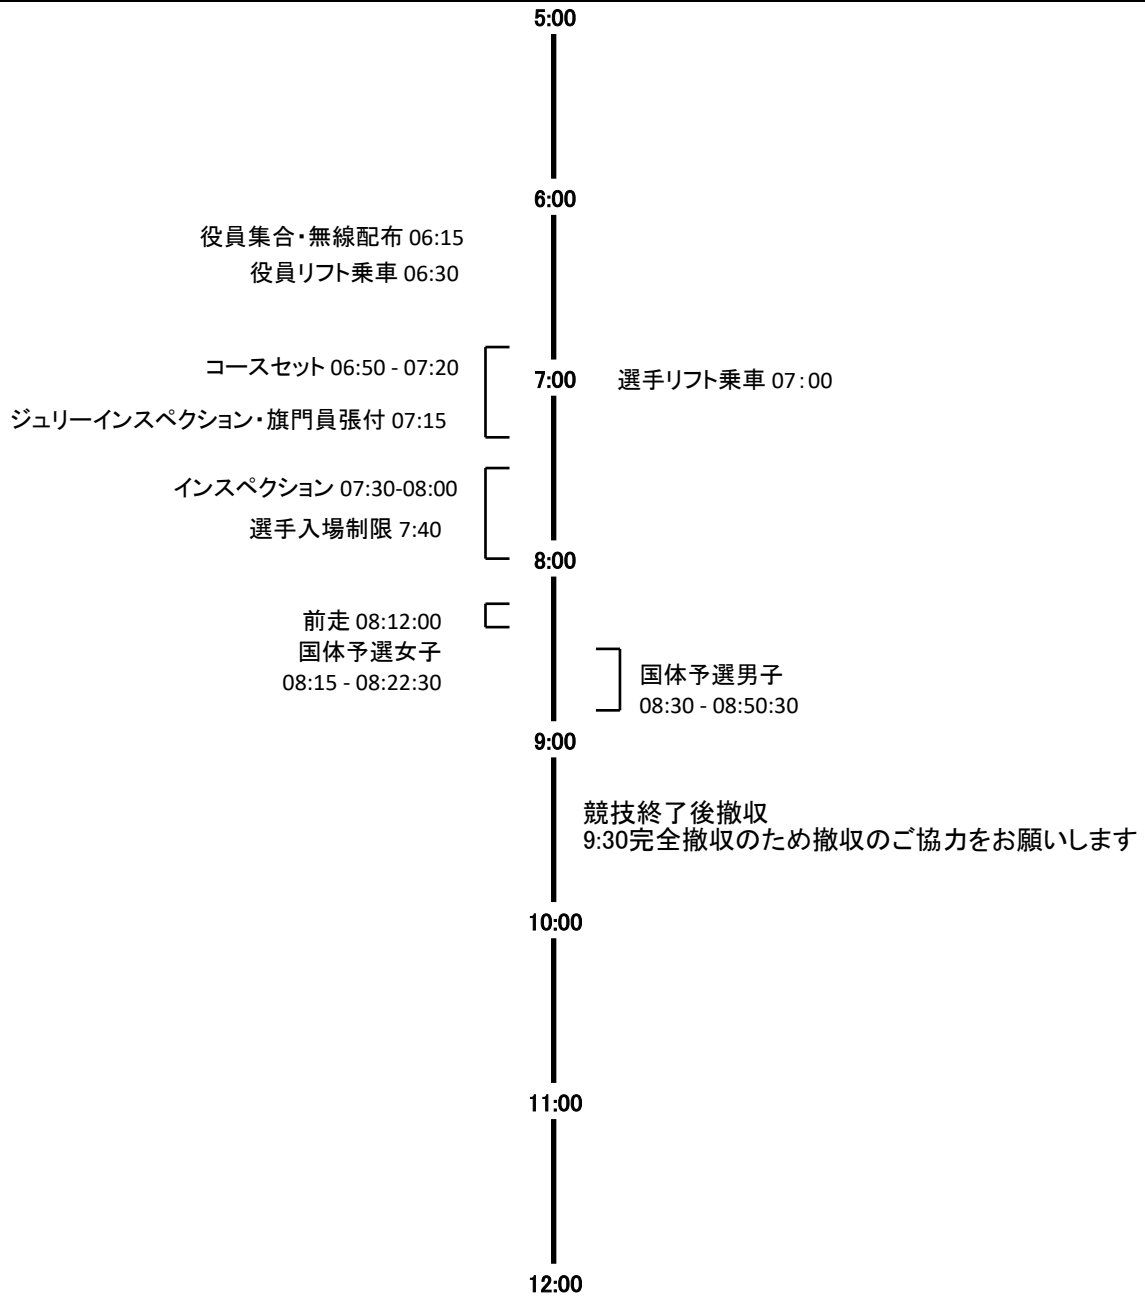 5:00
6:00
役員集合・無線配布 06:15
役員リフト乗車 06:30
コースセット 06:50 - 07:20
7:00
選手リフト乗車 07:00
ジュリーインスペクション・旗門員張付 07:15
インスペクション 07:30-08:00
選手入場制限 7:40
8:00
前走 08:12:00
国体予選女子
08:15 - 08:22:30
国体予選男子
08:30 - 08:50:30
9:00
競技終了後撤収
9:30完全撤収のため撤収のご協力をお願いします
10:00
11:00
12:00